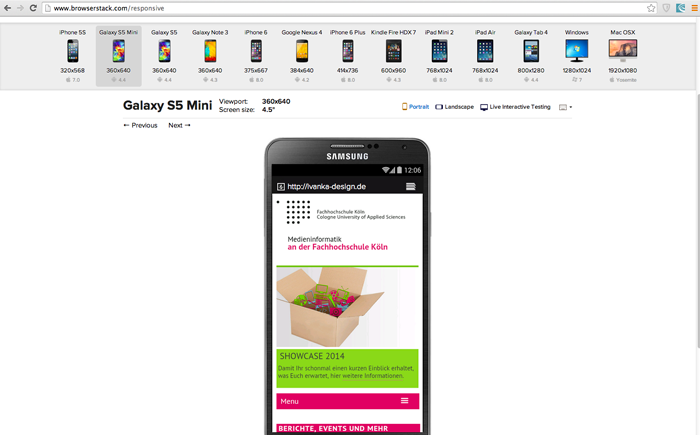 www.browserstack.com/responsive
iPhone 5S Galaxy S5 Mini Galaxy S5 Galaxy Note 3 iPhone 6 Google Nexus 4 iPhone 6 Plus Kindle Fire HDX 7 iPad Mini 2 iPad Air Galaxy Tab 4 Windows Mac OSX
320x568 360x640 360x640 360x640 375x667 384x640 414x736 600x960 768x1024 768x1024 800x1280 1280x1024 1920x1080
7.0 4.4 4.4 4.3 8.0 4.2 8.0 4.3 8.0 8.0 4.3 7 Yosemite
Galaxy S5 Mini Viewport: 360x640
Screen size: 4.5"
Portrait Landscape Live Interactive Testing
← Previous Next →
SAMSUNG
12:06
http://ivanka-design.de
Fachhochschule Köln
Cologne University of Applied Sciences
Medieninformatik
an der Fachhochschule Köln
SHOWCASE 2014
Damit Ihr schonmal einen kurzen Einblick erhaltet,
was Euch erwartet, hier weitere Informationen.
Menu
BERICHTE, EVENTS UND MEHR